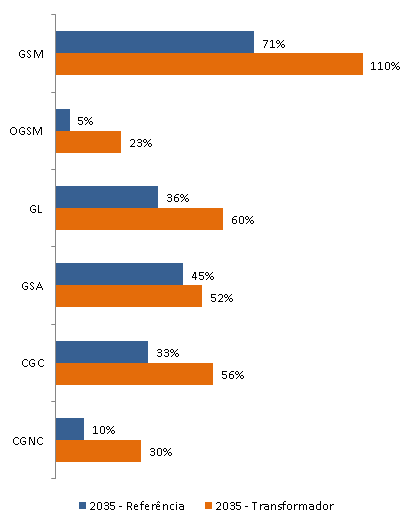 GSM
71%
110%
OGSM
5%
23%
GL
36%
60%
GSA
45%
52%
CGC
33%
56%
CGNC
10%
30%
2035 - Referência 2035 - Transformador